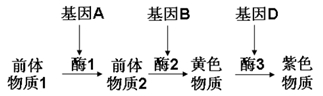 基因A 基因B 基因D
前体 酶1 前体 酶2 黄色 酶3 紫色
物质1 物质2 物质 物质